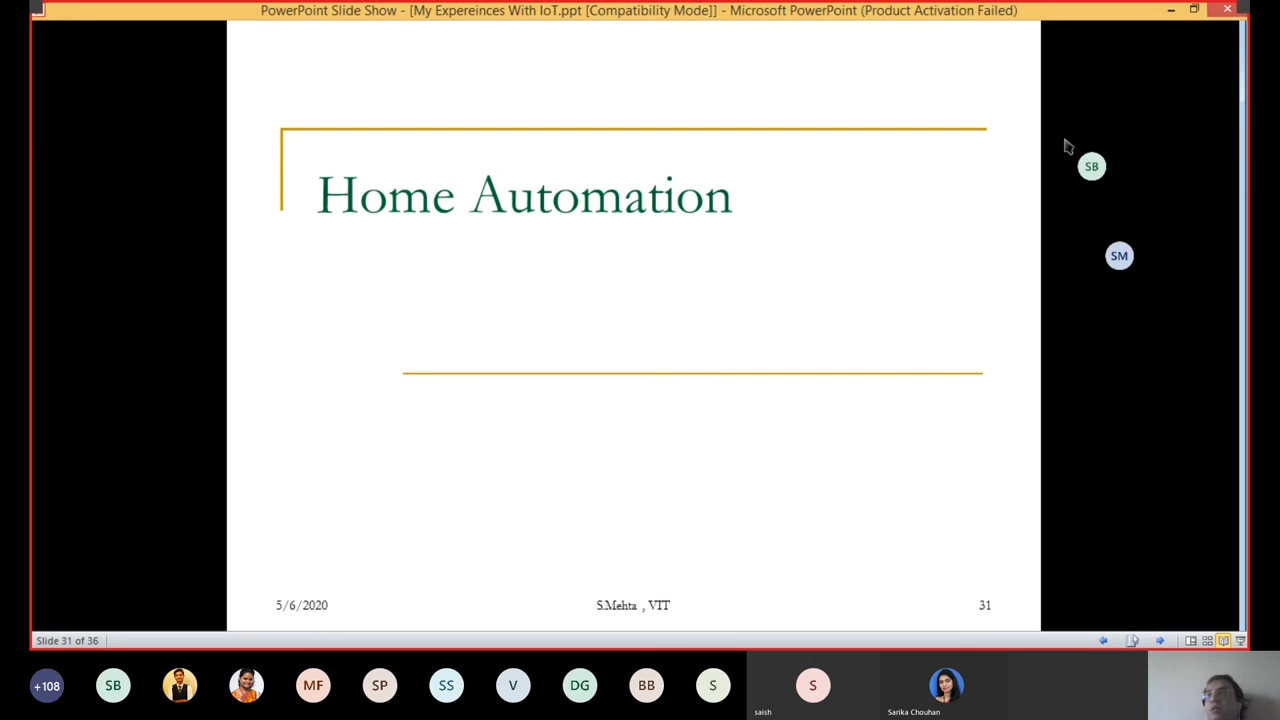 PowerPoint Slide Show - [My Expereinces With IoT.ppt [Compatibility Mode]] - Microsoft PowerPoint (Product Activation Failed)
SB
Home Automation
SM
5/6/2020 S.Mehta , VIT 31
Slide 31 of 36
+108 SB MF SP SS V DG BB S S
saish Sarika Chouhan